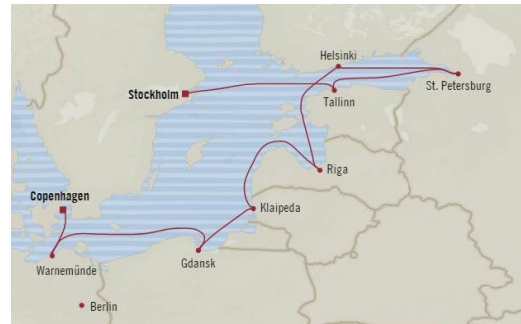 Helsinki
St. Petersburg
Stockholm
Tallinn
Riga
Copenhagen
Klaipeda
Warnemünde
Gdansk
Berlin